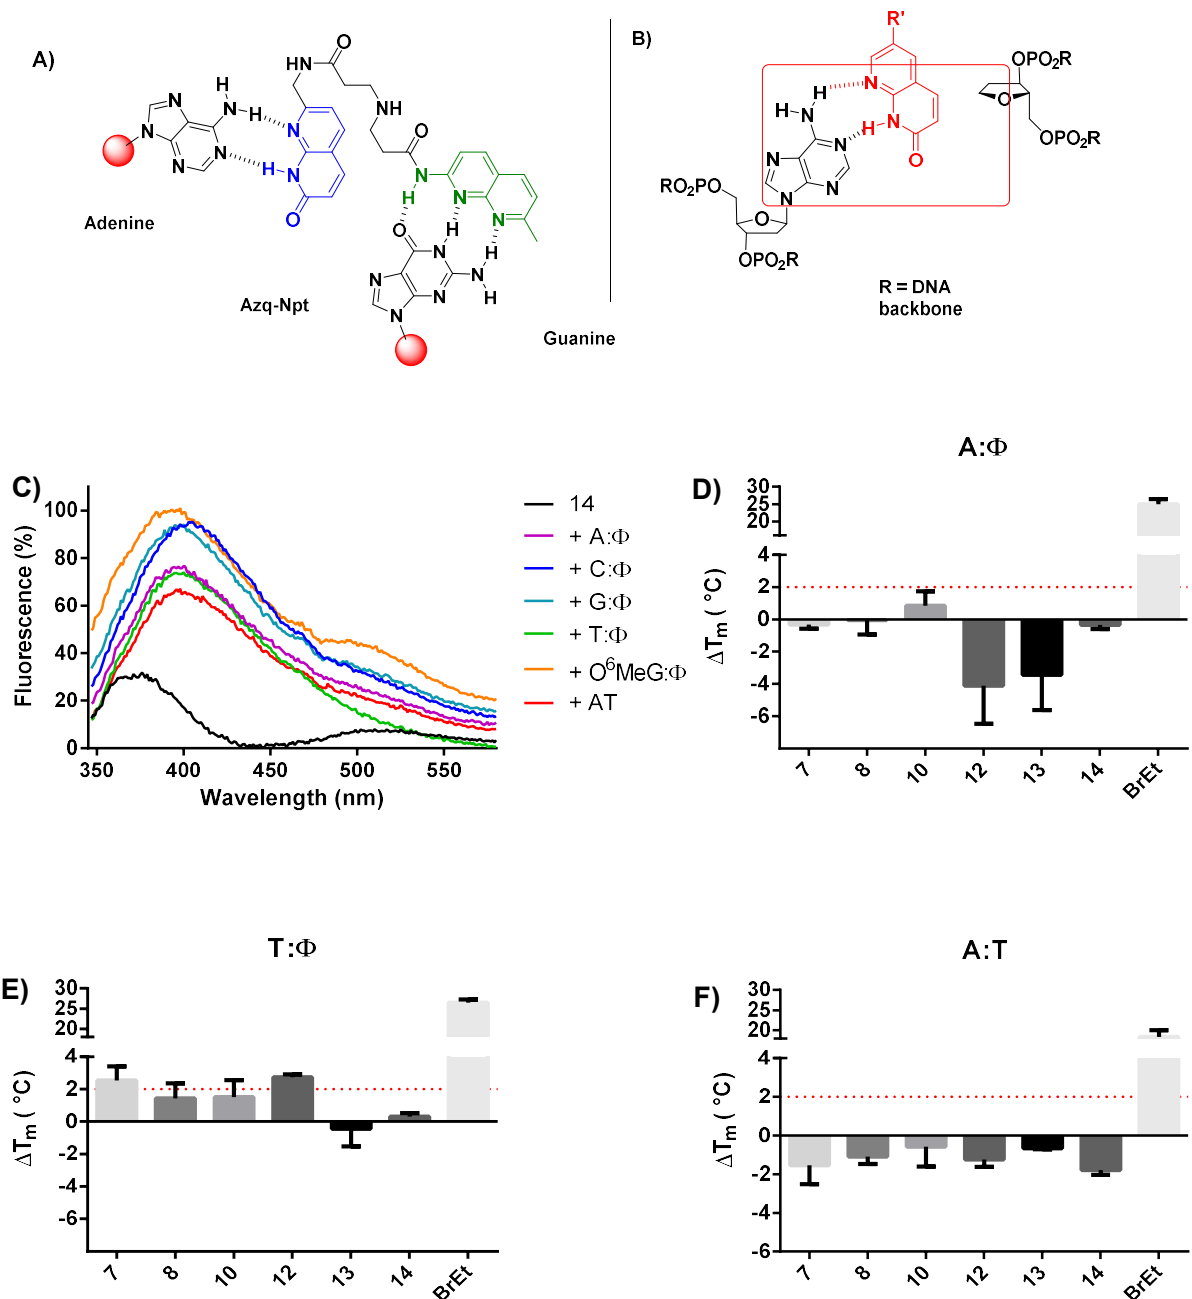 A)
O
HN
N
N
N
N
H
N
H
N
N
H
N
O
NH
O
N
H
N
N
O
H
H
N
N
N
N
N
H
H
Adenine
Azq-Npt
Guanine
B)
R'
N
H
N
O
H
H
N
N
N
N
N
OPO₂R
O
OPO₂R
RO₂PO
O
OPO₂R
R = DNA
backbone
C)
Fluorescence (%)
100
80
60
40
20
0
350
400
450
500
550
Wavelength (nm)
14
+ A:Φ
+ C:Φ
+ G:Φ
+ T:Φ
+ O⁶MeG:Φ
+ AT
D)
A:Φ
ΔTₘ ( °C)
30
25
20
4
2
0
-2
-4
-6
7
8
10
12
13
14
BrEt
E)
T:Φ
ΔTₘ ( °C)
30
25
20
4
2
0
-2
-4
-6
7
8
10
12
13
14
BrEt
F)
A:T
ΔTₘ ( °C)
30
25
20
4
2
0
-2
-4
-6
7
8
10
12
13
14
BrEt